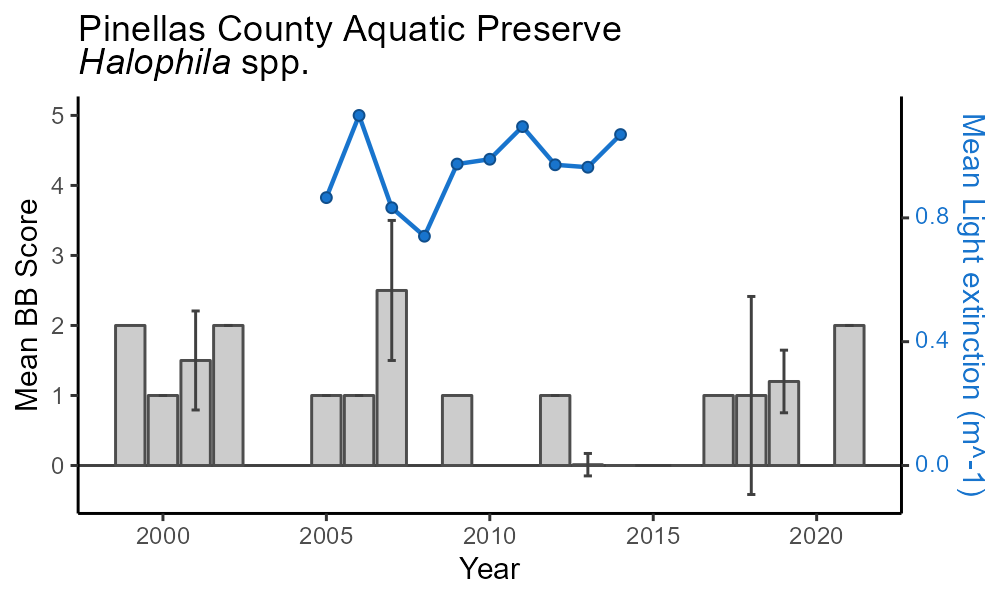 Pinellas County Aquatic Preserve
Halophila spp.
5
4
3
2
1
0
Mean BB Score
0.8
0.4
0.0
Mean Light extinction (m^-1)
2000
2005
2010
2015
2020
Year